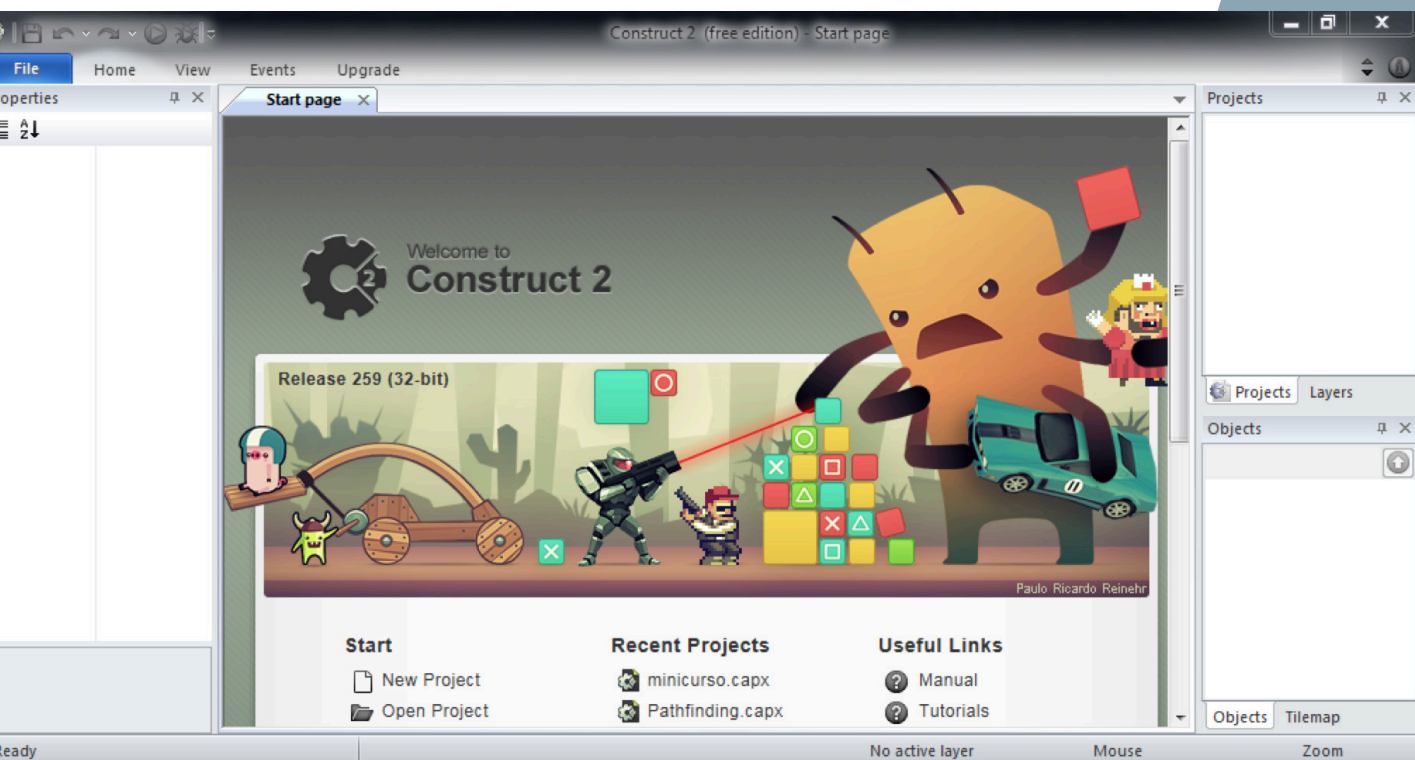 Construct 2 (free edition) - Start page
File Home View Events Upgrade
operties
Start page
Projects
A
Z
Welcome to
Construct 2
2
Release 259 (32-bit)
11
Paulo Ricardo Reinehr
Projects Layers
Objects
Start
New Project
Open Project
Recent Projects
minicurso.capx
Pathfinding.capx
Useful Links
Manual
Tutorials
Objects Tilemap
Ready No active layer Mouse Zoom